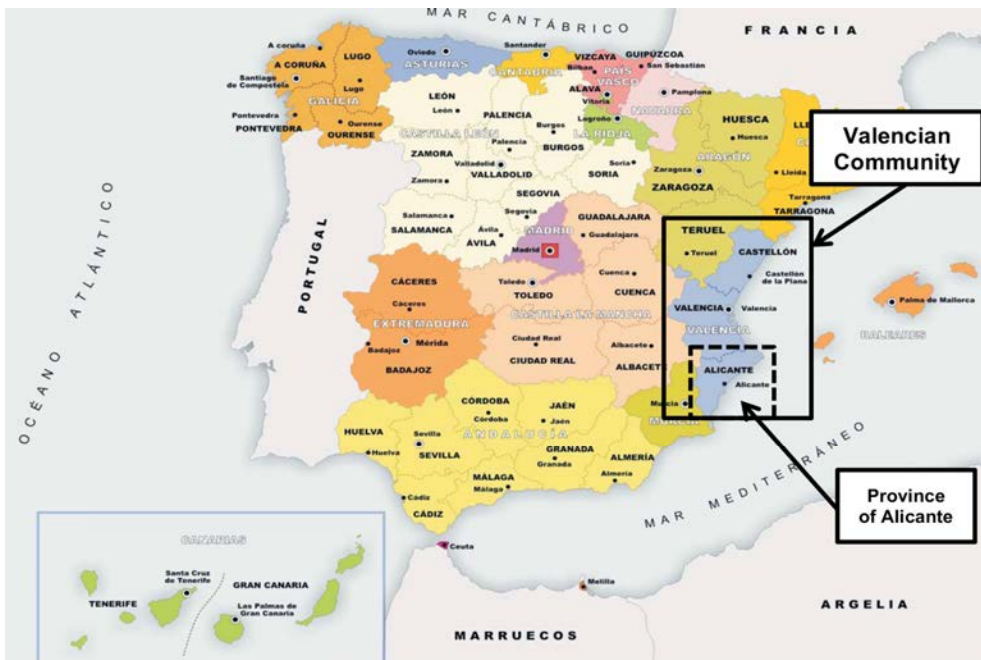 MAR CANTÁBRICO
FRANCIA
OCÉANO ATLÁNTICO
PORTUGAL
A coruña
A CORUÑA
LUGO
Lugo
Santiago
de Compostela
GALICIA
Pontevedra
PONTEVEDRA
Ourense
OURENSE
Oviedo
ASTURIAS
Santander
CANTABRIA
VIZCAYA
Bilbao
GUIPÚZCOA
San Sebastián
PAÍS
VASCO
ALAVA
Vitoria
Pamplona
NAVARRA
Logroño
LA RIOJA
LEÓN
León
PALENCIA
Palencia
Burgos
BURGOS
CASTILLA LEÓN
ZAMORA
Zamora
Valladolid
VALLADOLID
Soria
SORIA
SEGOVIA
Segovia
Salamanca
SALAMANCA
Ávila
ÁVILA
HUESCA
Huesca
ARAGÓN
Zaragoza
ZARAGOZA
TERUEL
Teruel
Lleida
Tarragona
TARRAGONA
Valencian
Community
MADRID
Madrid
GUADALAJARA
Guadalajara
Cuenca
CUENCA
Toledo
TOLEDO
CASTILLA LA MANCHA
Ciudad Real
CIUDAD REAL
Albacete
ALBACETE
CÁCERES
Cáceres
EXTREMADURA
Mérida
Badajoz
BADAJOZ
CASTELLÓN
Castellón
de la Plana
VALENCIA
Valencia
VALENCIA
ALICANTE
Alicante
Murcia
MURCIA
Palma de Mallorca
BALEARES
CÓRDOBA
Córdoba
JAÉN
Jaén
ANDALUCÍA
HUELVA
Huelva
Sevilla
SEVILLA
GRANADA
Granada
ALMERÍA
Almería
MÁLAGA
Málaga
Cádiz
CÁDIZ
MAR MEDITERRÁNEO
Province
of Alicante
Ceuta
Melilla
MARRUECOS
ARGELIA
CANARIAS
Santa Cruz
de Tenerife
TENERIFE
GRAN CANARIA
Las Palmas de
Gran Canaria